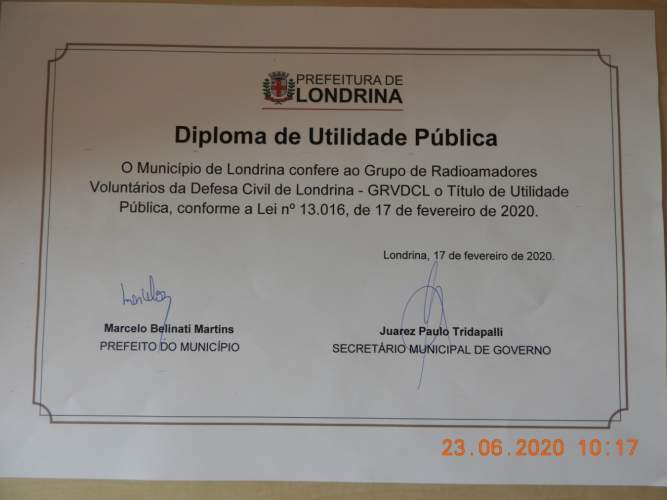 PREFEITURA DE
LONDRINA
Diploma de Utilidade Pública
O Município de Londrina confere ao Grupo de Radioamadores
Voluntários da Defesa Civil de Londrina - GRVDCL o Título de Utilidade
Pública, conforme a Lei nº 13.016, de 17 de fevereiro de 2020.
Londrina, 17 de fevereiro de 2020.
Marcelo Belinati Martins
PREFEITO DO MUNICÍPIO
Juarez Paulo Tridapalli
SECRETÁRIO MUNICIPAL DE GOVERNO
23.06.2020 10:17